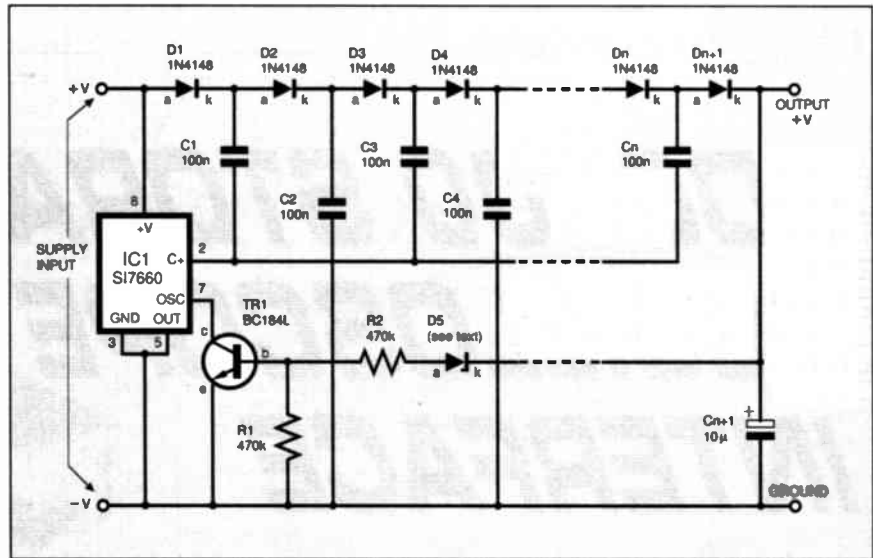 D1
1N4148
D2
1N4148
D3
1N4148
D4
1N4148
Dn
1N4148
Dn+1
1N4148
+V
a
k
a
k
a
k
a
k
a
k
a
k
OUTPUT
+V
C1
100n
C2
100n
C3
100n
C4
100n
Cn
100n
8
+V
SUPPLY
INPUT
IC1
SI7660
C+
2
OSC
7
GND
OUT
3
5
TR1
BC184L
c
b
e
R2
470k
D5
(see text)
a
k
R1
470k
+
Cn+1
10µ
-V
GROUND